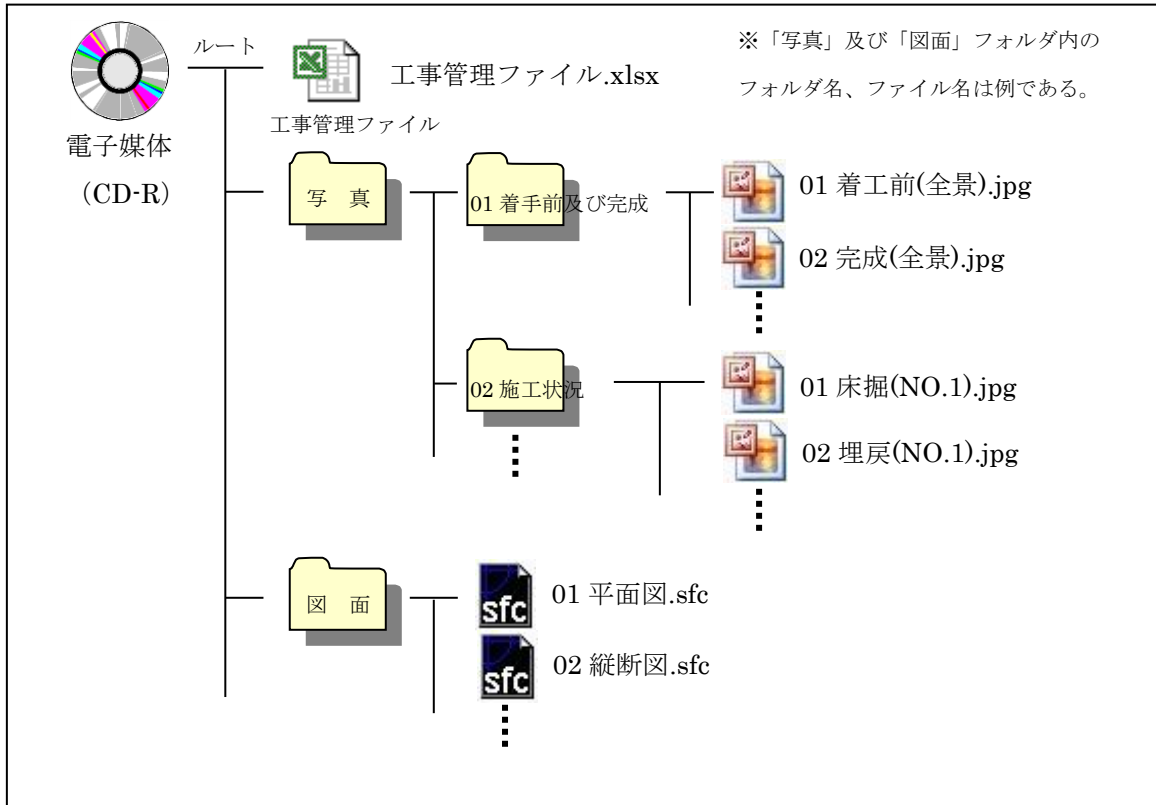 ルート
工事管理ファイル.xlsx
工事管理ファイル
※「写真」及び「図面」フォルダ内の
フォルダ名、ファイル名は例である。
電子媒体
(CD-R)
写 真
01 着手前及び完成
01 着工前(全景).jpg
02 完成(全景).jpg
02 施工状況
01 床掘(NO.1).jpg
02 埋戻(NO.1).jpg
図 面
sfc
01 平面図.sfc
sfc
02 縦断図.sfc